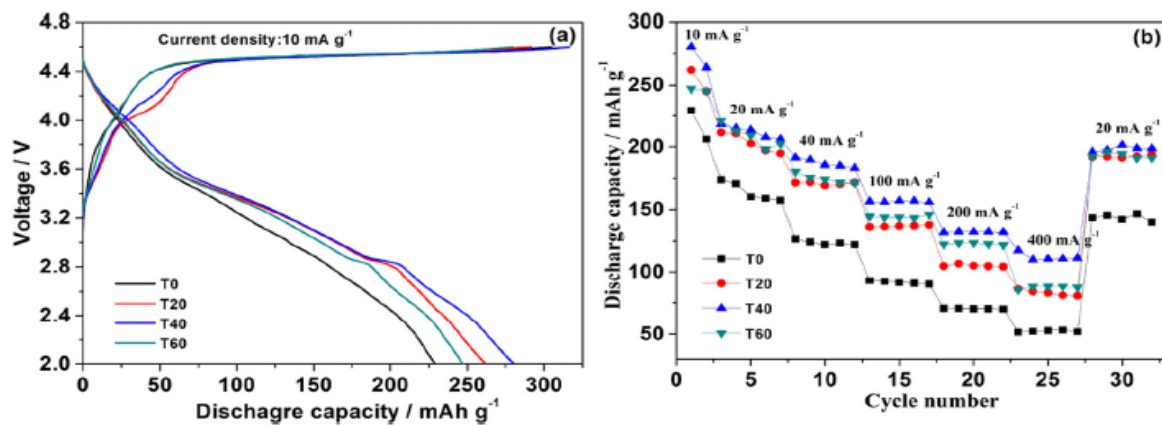 (a)
Current density:10 mA g⁻¹
4.8
4.4
4.0
3.6
3.2
2.8
2.4
2.0
Voltage / V
T0
T20
T40
T60
0
50
100
150
200
250
300
Dischagre capacity / mAh g⁻¹
(b)
10 mA g⁻¹
20 mA g⁻¹
40 mA g⁻¹
100 mA g⁻¹
200 mA g⁻¹
400 mA g⁻¹
20 mA g⁻¹
300
250
200
150
100
50
Discharge capacity / mAh g⁻¹
T0
T20
T40
T60
0
5
10
15
20
25
30
Cycle number